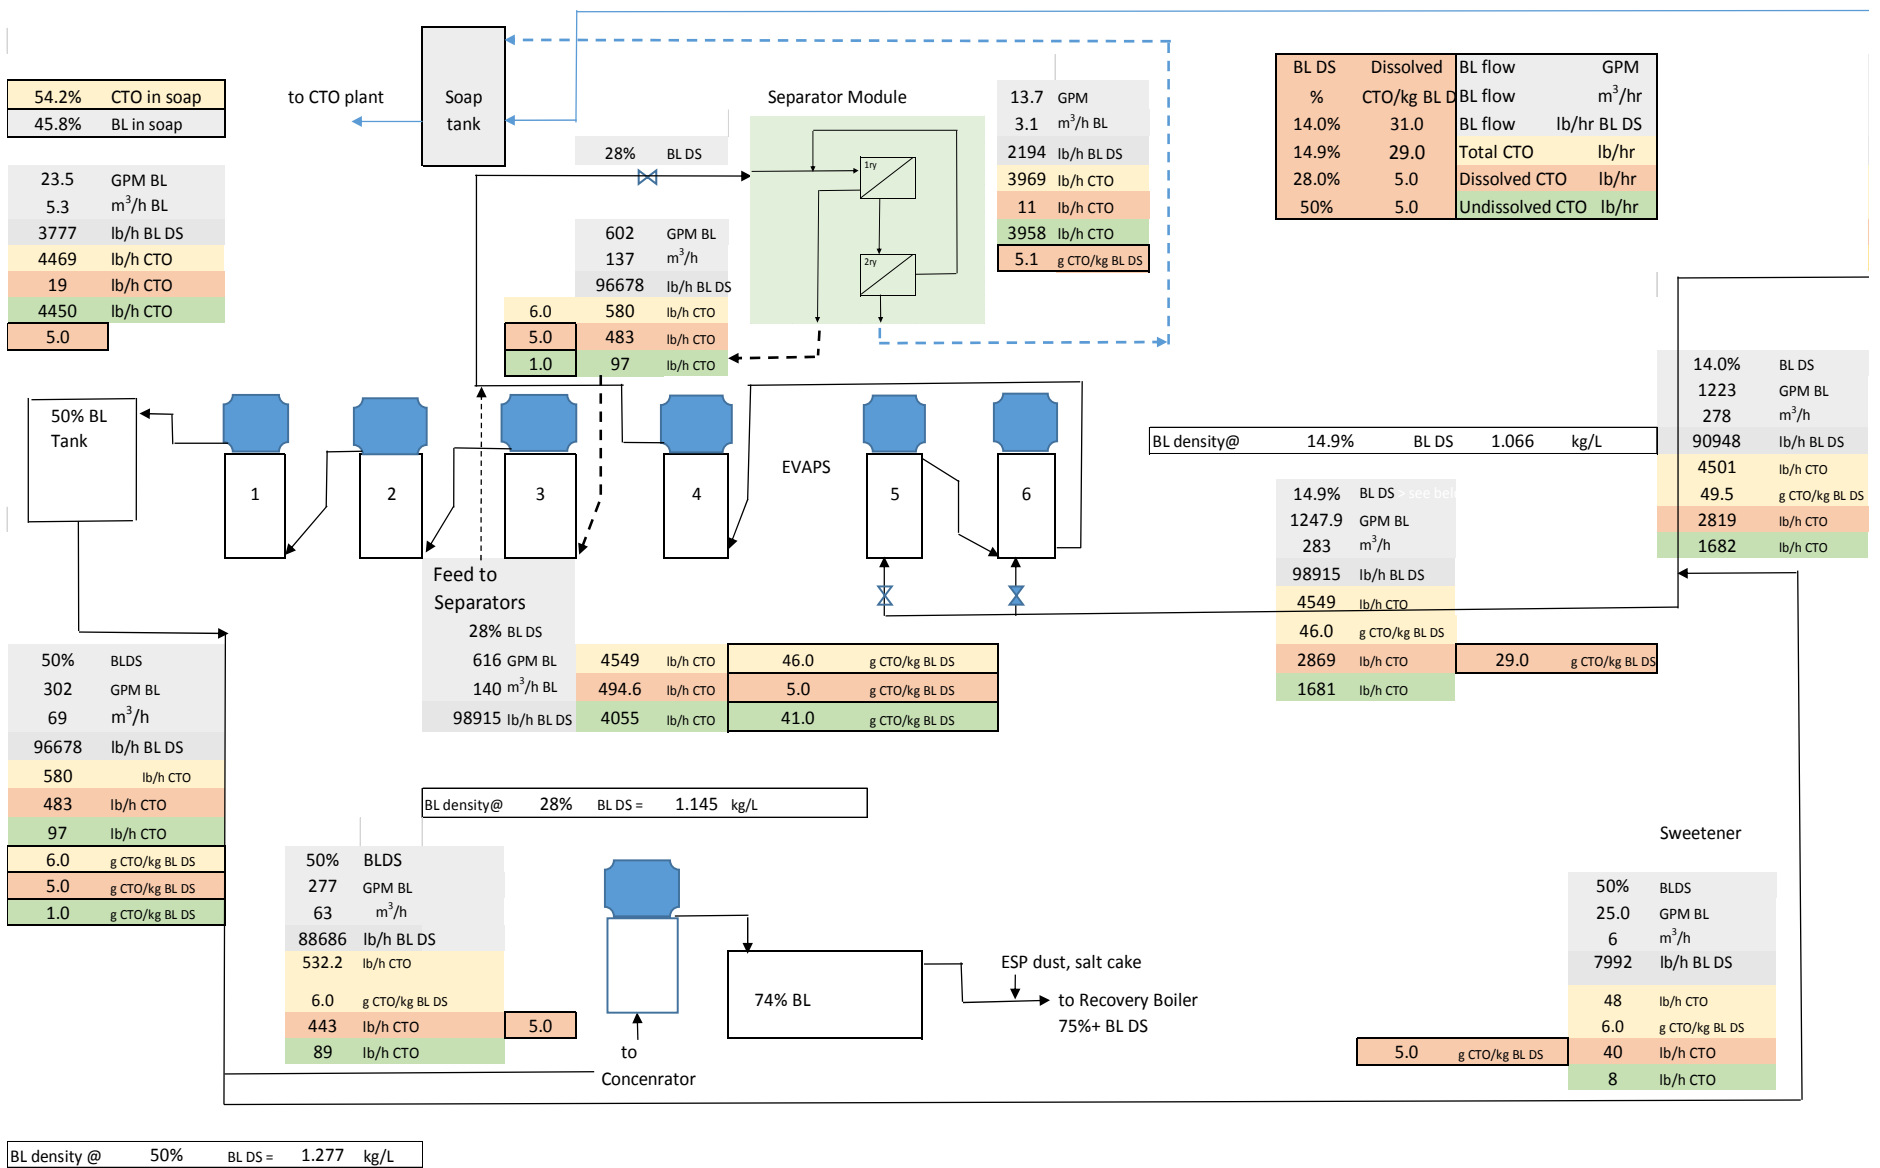 54.2% CTO in soap
45.8% BL in soap
23.5 GPM BL
5.3 m³/h BL
3777 lb/h BL DS
4469 lb/h CTO
19 lb/h CTO
4450 lb/h CTO
5.0
to CTO plant
Soap
tank
28% BL DS
Separator Module
1ry
2ry
13.7 GPM
3.1 m³/h BL
2194 lb/h BL DS
3969 lb/h CTO
11 lb/h CTO
3958 lb/h CTO
5.1 g CTO/kg BL DS
BL DS Dissolved BL flow GPM
% CTO/kg BL D BL flow m³/hr
14.0% 31.0 BL flow lb/hr BL DS
14.9% 29.0 Total CTO lb/hr
28.0% 5.0 Dissolved CTO lb/hr
50% 5.0 Undissolved CTO lb/hr
602 GPM BL
137 m³/h
96678 lb/h BL DS
6.0 580 lb/h CTO
5.0 483 lb/h CTO
1.0 97 lb/h CTO
14.0% BL DS
1223 GPM BL
278 m³/h
90948 lb/h BL DS
4501 lb/h CTO
49.5 g CTO/kg BL DS
2819 lb/h CTO
1682 lb/h CTO
50% BL
Tank
1
2
3
4
EVAPS
5
6
BL density@ 14.9% BL DS 1.066 kg/L
14.9% BL DS > see belo
1247.9 GPM BL
283 m³/h
98915 lb/h BL DS
4549 lb/h CTO
46.0 g CTO/kg BL DS
2869 lb/h CTO 29.0 g CTO/kg BL DS
1681 lb/h CTO
Feed to
Separators
28% BL DS
616 GPM BL 4549 lb/h CTO 46.0 g CTO/kg BL DS
140 m³/h BL 494.6 lb/h CTO 5.0 g CTO/kg BL DS
98915 lb/h BL DS 4055 lb/h CTO 41.0 g CTO/kg BL DS
50% BLDS
302 GPM BL
69 m³/h
96678 lb/h BL DS
580 lb/h CTO
483 lb/h CTO
97 lb/h CTO
6.0 g CTO/kg BL DS
5.0 g CTO/kg BL DS
1.0 g CTO/kg BL DS
BL density@ 28% BL DS = 1.145 kg/L
50% BLDS
277 GPM BL
63 m³/h
88686 lb/h BL DS
532.2 lb/h CTO
6.0 g CTO/kg BL DS
443 lb/h CTO 5.0
89 lb/h CTO
to
Concenrator
74% BL
ESP dust, salt cake
to Recovery Boiler
75%+ BL DS
Sweetener
50% BLDS
25.0 GPM BL
6 m³/h
7992 lb/h BL DS
48 lb/h CTO
6.0 g CTO/kg BL DS
5.0 g CTO/kg BL DS 40 lb/h CTO
8 lb/h CTO
BL density @ 50% BL DS = 1.277 kg/L